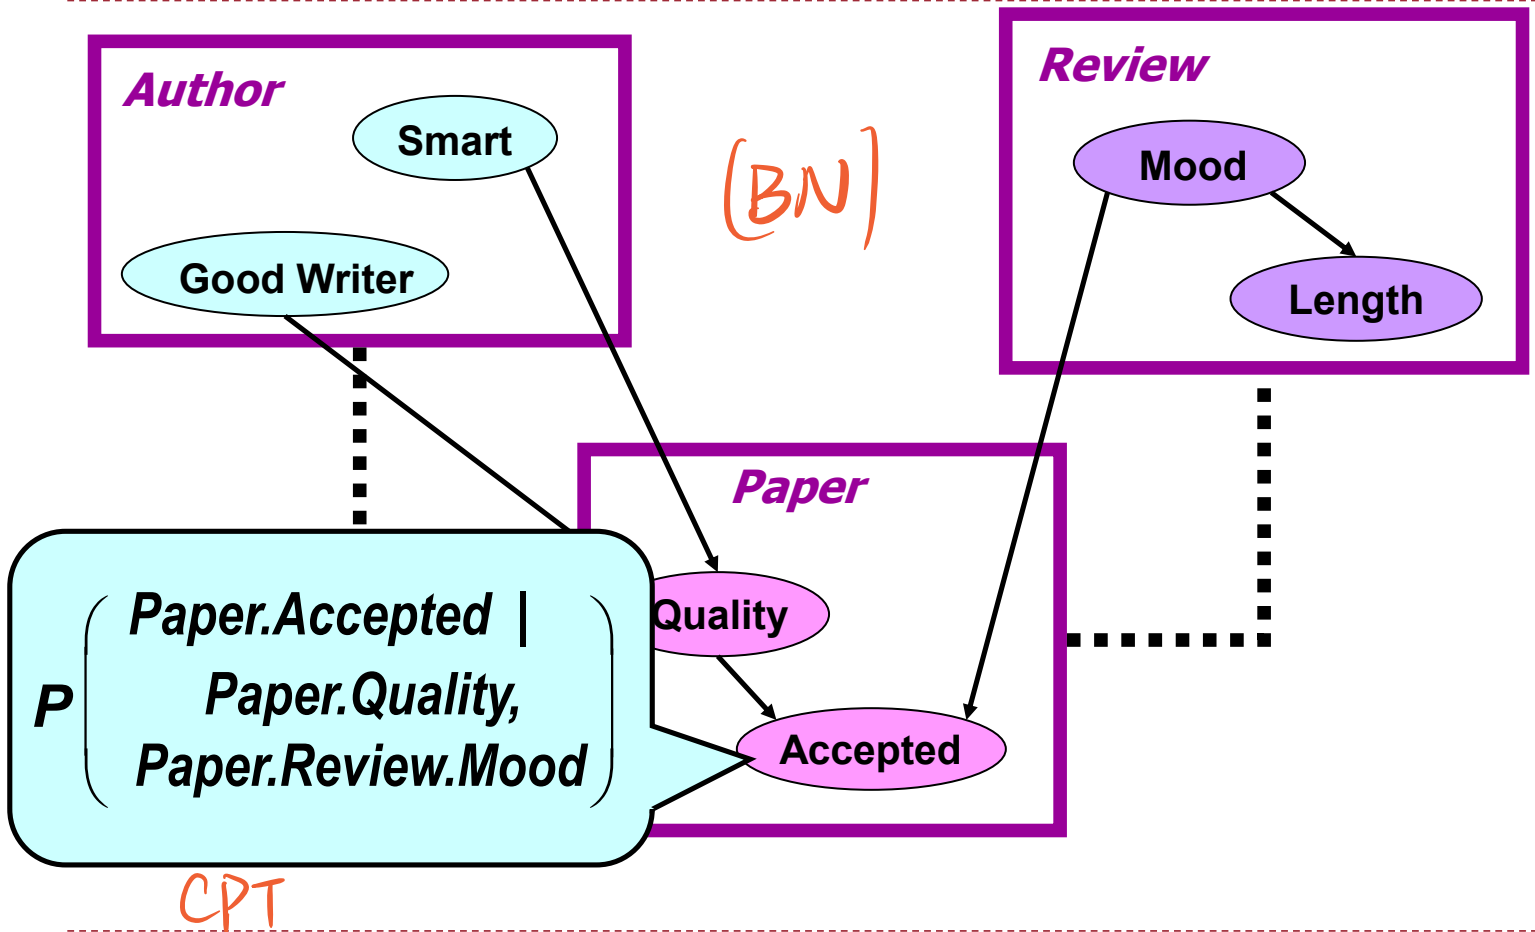 Author
Smart
Good Writer
(BN)
Review
Mood
Length
Paper
Quality
Accepted
P ( Paper.Accepted |
Paper.Quality,
Paper.Review.Mood )
CPT